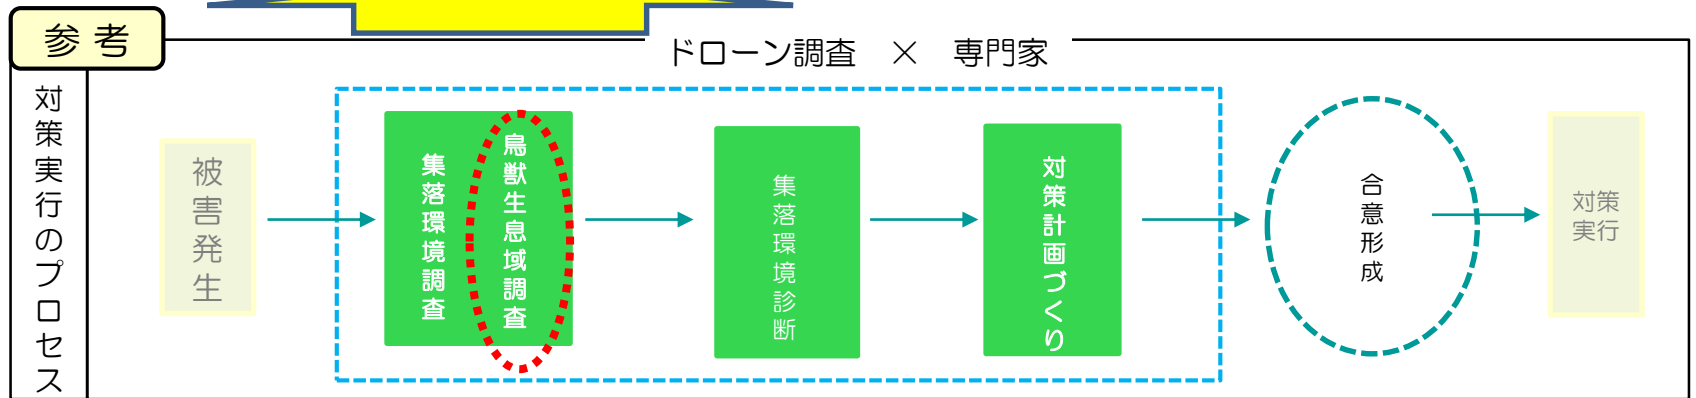 参考
ドローン調査 × 専門家
対策実行のプロセス
被害発生
集落環境調査
鳥獣生息域調査
集落環境診断
対策計画づくり
合意形成
対策
実行